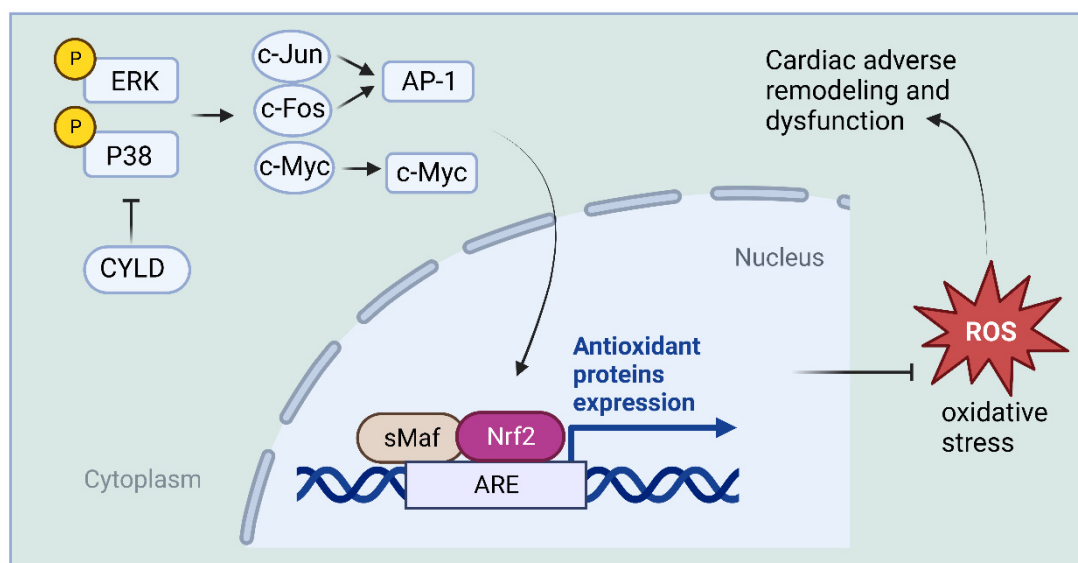 P
ERK
P
P38
CYLD
c-Jun
c-Fos
c-Myc
AP-1
c-Myc
Cardiac adverse
remodeling and
dysfunction
Nucleus
ROS
oxidative
stress
Antioxidant
proteins
expression
sMaf
Nrf2
ARE
Cytoplasm